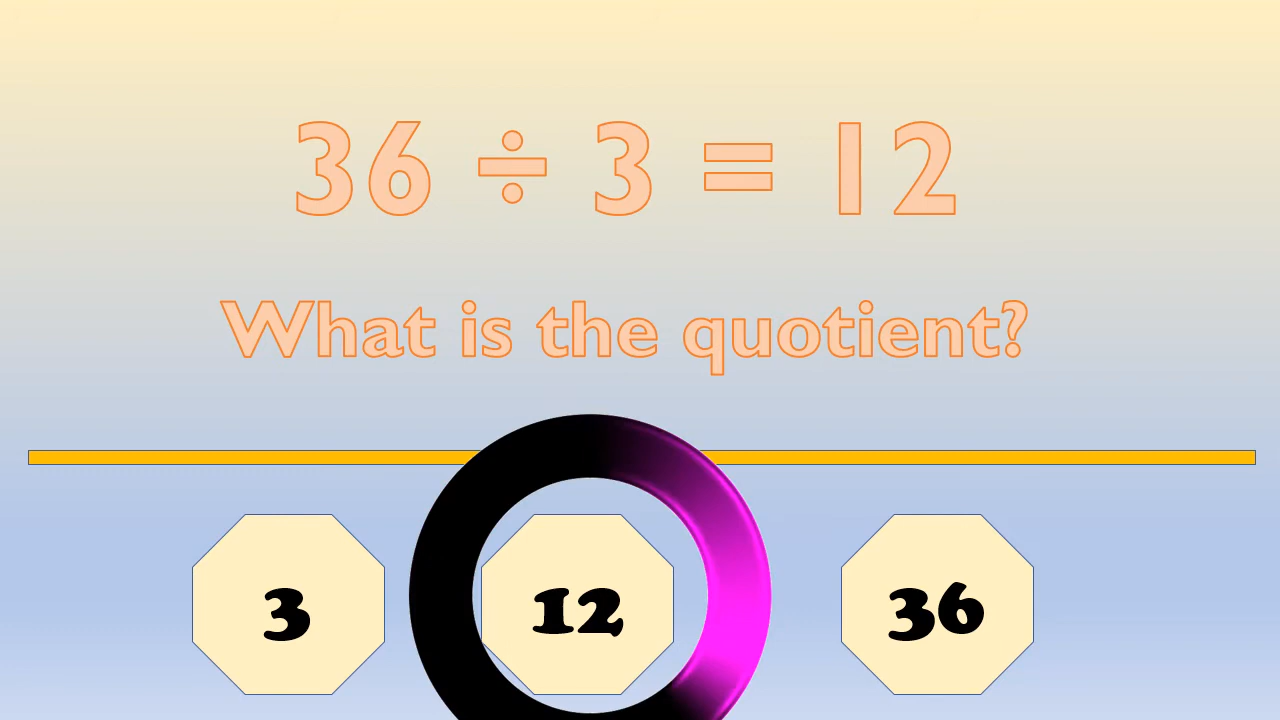 36 ÷ 3 = 12
What is the quotient?
3 12 36